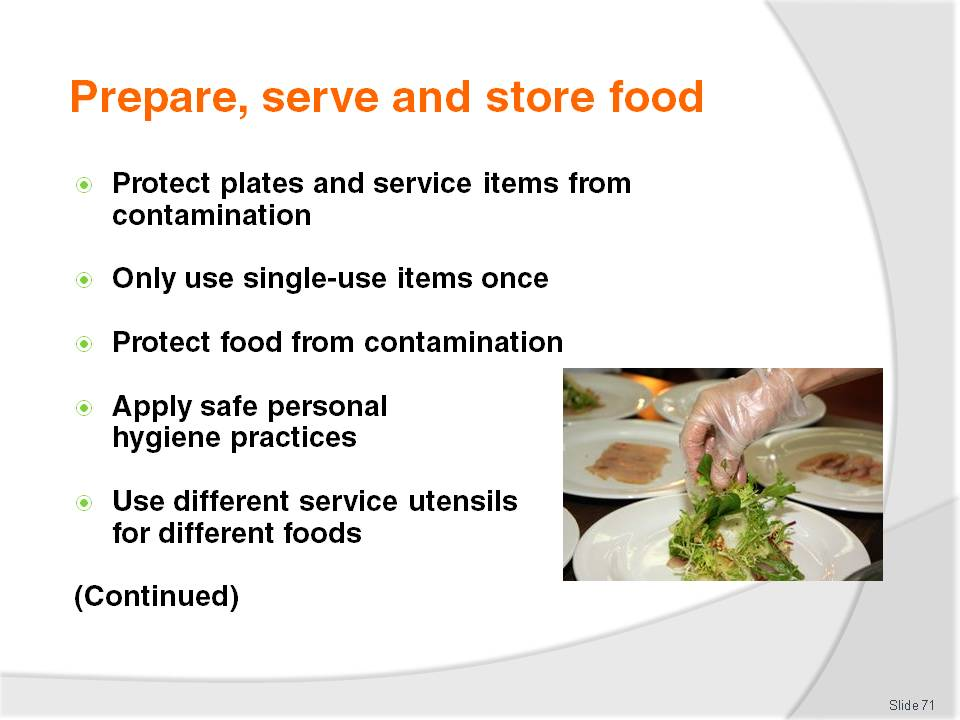 Prepare, serve and store food
Protect plates and service items from
contamination
Only use single-use items once
Protect food from contamination
Apply safe personal
hygiene practices
Use different service utensils
for different foods
(Continued)
Slide 71